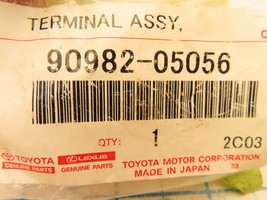 TERMINAL ASSY,
90982-05056
QTY: 1 2C03
TOYOTA LEXUS TOYOTA MOTOR CORPORATION
GENUINE PARTS GENUINE PARTS MADE IN JAPAN 73